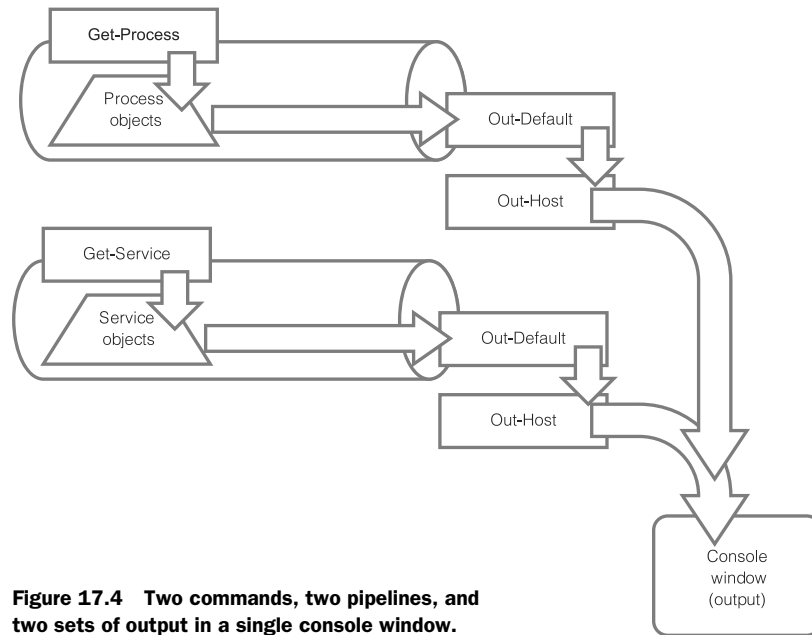 Get-Process
Process
objects
Out-Default
Out-Host
Get-Service
Service
objects
Out-Default
Out-Host
Console
window
(output)
Figure 17.4 Two commands, two pipelines, and
two sets of output in a single console window.